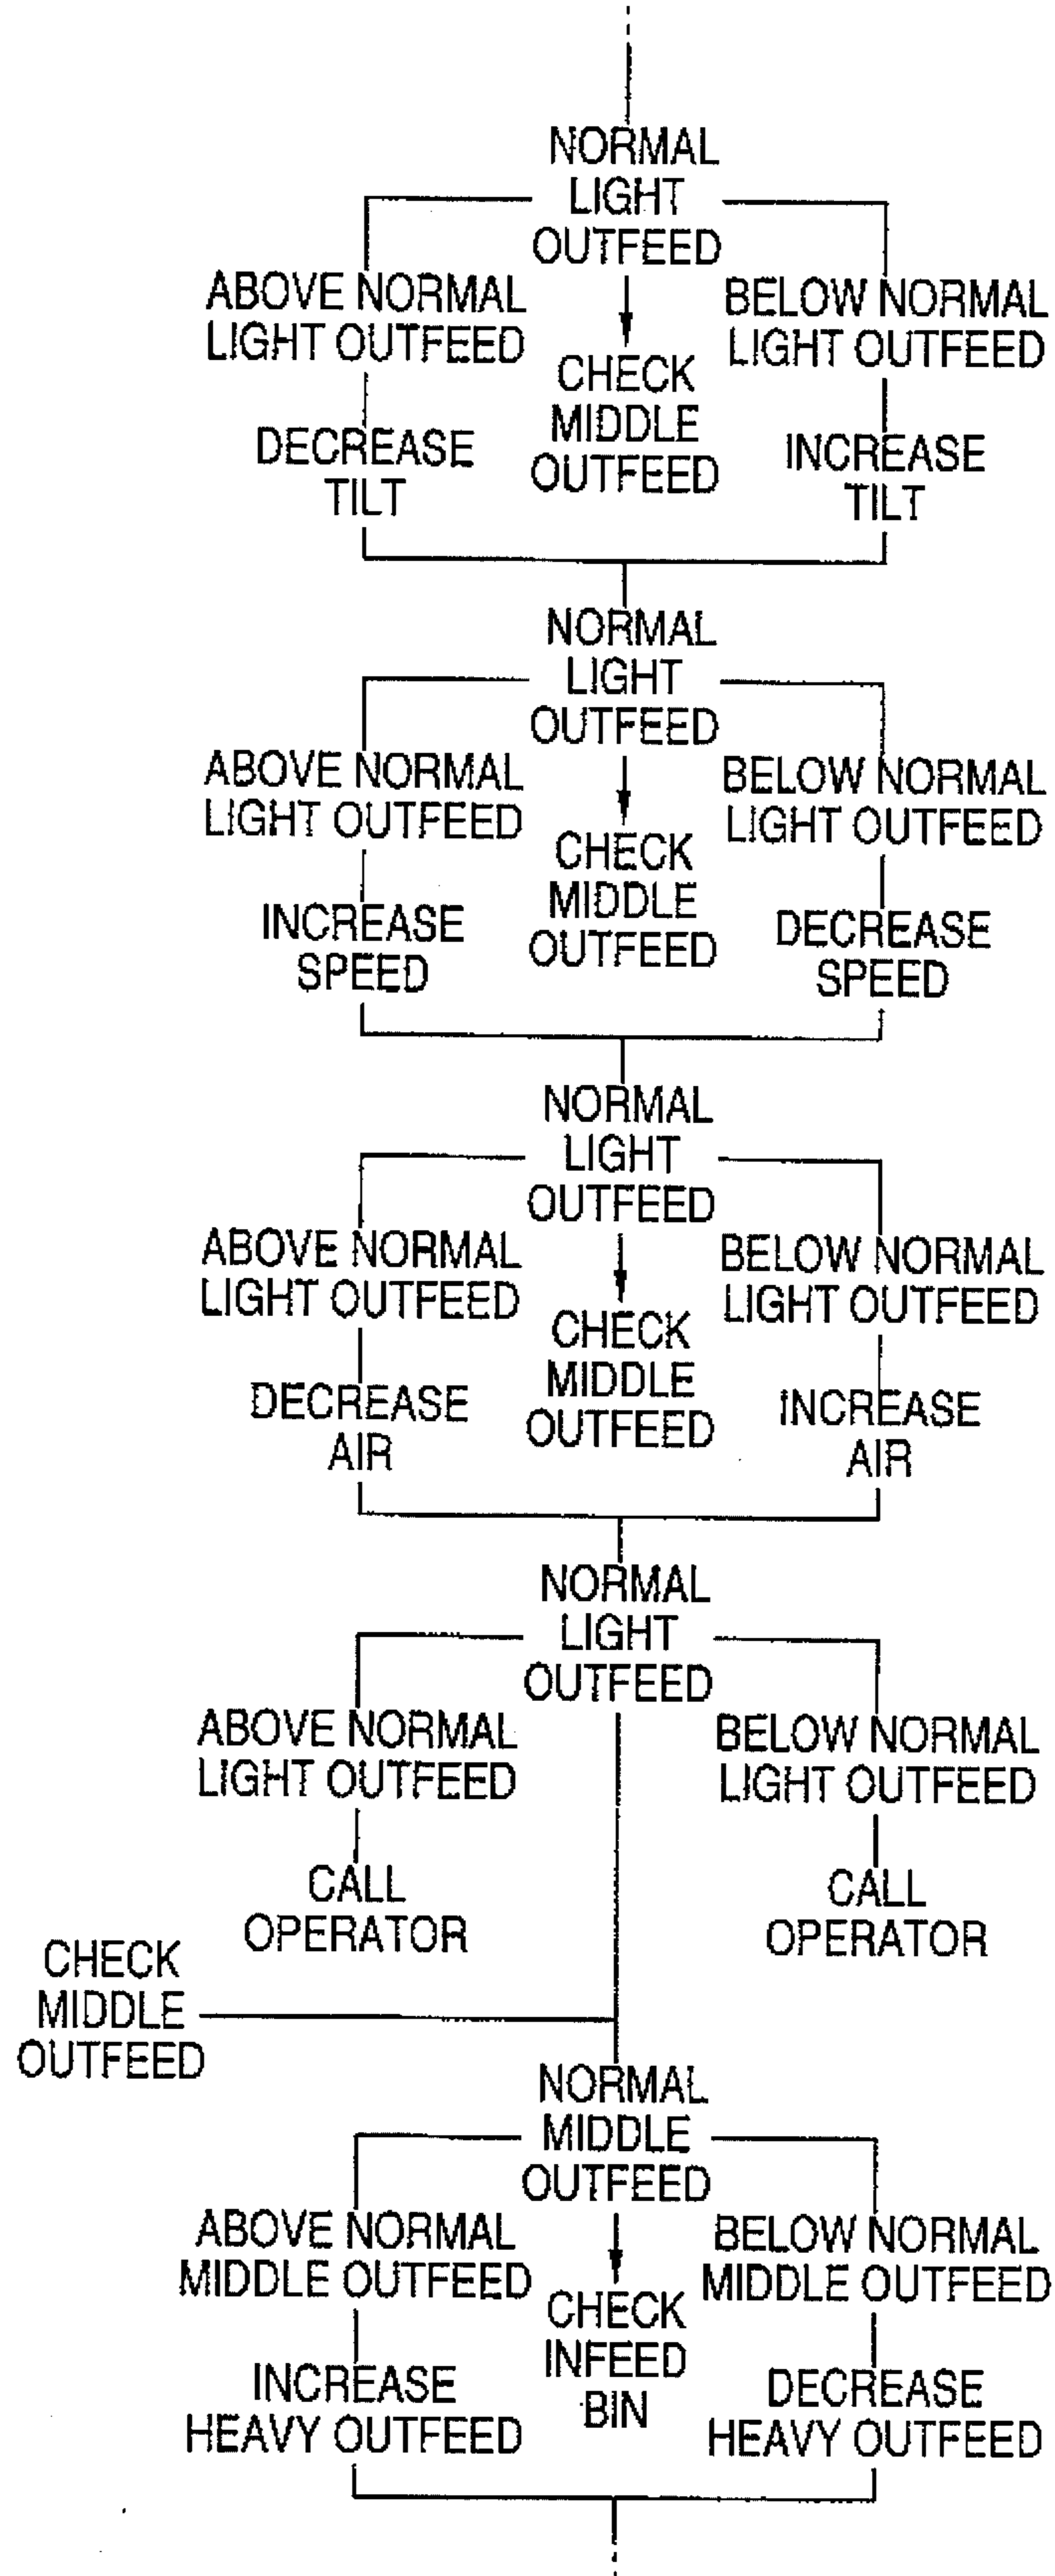 NORMAL
LIGHT
OUTFEED
ABOVE NORMAL
LIGHT OUTFEED
BELOW NORMAL
LIGHT OUTFEED
CHECK
MIDDLE
OUTFEED
DECREASE
TILT
INCREASE
TILT
NORMAL
LIGHT
OUTFEED
ABOVE NORMAL
LIGHT OUTFEED
BELOW NORMAL
LIGHT OUTFEED
CHECK
MIDDLE
OUTFEED
INCREASE
SPEED
DECREASE
SPEED
NORMAL
LIGHT
OUTFEED
ABOVE NORMAL
LIGHT OUTFEED
BELOW NORMAL
LIGHT OUTFEED
CHECK
MIDDLE
OUTFEED
DECREASE
AIR
INCREASE
AIR
NORMAL
LIGHT
OUTFEED
ABOVE NORMAL
LIGHT OUTFEED
BELOW NORMAL
LIGHT OUTFEED
CALL
OPERATOR
CALL
OPERATOR
CHECK
MIDDLE
OUTFEED
NORMAL
MIDDLE
OUTFEED
ABOVE NORMAL
MIDDLE OUTFEED
BELOW NORMAL
MIDDLE OUTFEED
CHECK
INFEED
BIN
INCREASE
HEAVY OUTFEED
DECREASE
HEAVY OUTFEED